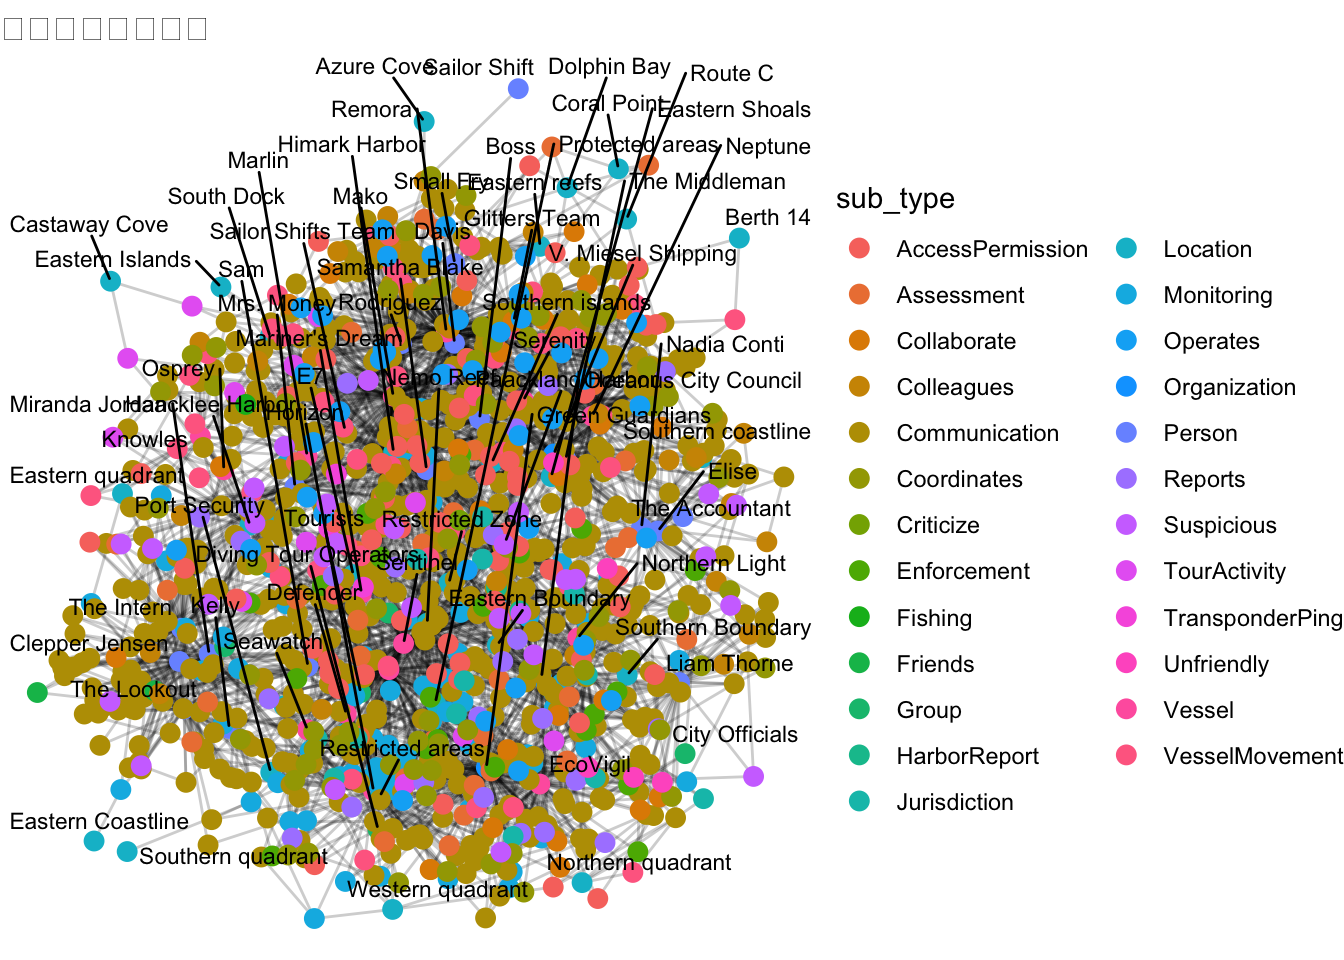 Azure Cove
Sailor Shift
Dolphin Bay
Route C
Remora
Coral Point
Eastern Shoals
Himark Harbor
Boss
Protected areas
Neptune
Marlin
Small Fry
Eastern reefs
The Middleman
South Dock
Mako
Glitters Team
Berth 14
Castaway Cove
Sailor Shifts Team
Davis
V. Miesel Shipping
Eastern Islands
Sam
Samantha Blake
Mrs. Money
Rodriguez
Southern islands
Mariner's Dream
Serenity
Nadia Conti
Osprey
E7
Nemo Reef
Paackland Harbor
Oceanus City Council
Miranda Jordan
Haacklee Harbor
Horizon
Green Guardians
Southern coastline
Knowles
Eastern quadrant
Elise
Port Security
Tourists
Restricted Zone
The Accountant
Diving Tour Operators
Sentinel
Northern Light
Defender
Eastern Boundary
The Intern
Kelly
Southern Boundary
Clepper Jensen
Seawatch
Liam Thorne
The Lookout
City Officials
Restricted areas
EcoVigil
Eastern Coastline
Southern quadrant
Northern quadrant
Western quadrant
sub_type
AccessPermission
Assessment
Collaborate
Colleagues
Communication
Coordinates
Criticize
Enforcement
Fishing
Friends
Group
HarborReport
Jurisdiction
Location
Monitoring
Operates
Organization
Person
Reports
Suspicious
TourActivity
TransponderPing
Unfriendly
Vessel
VesselMovement